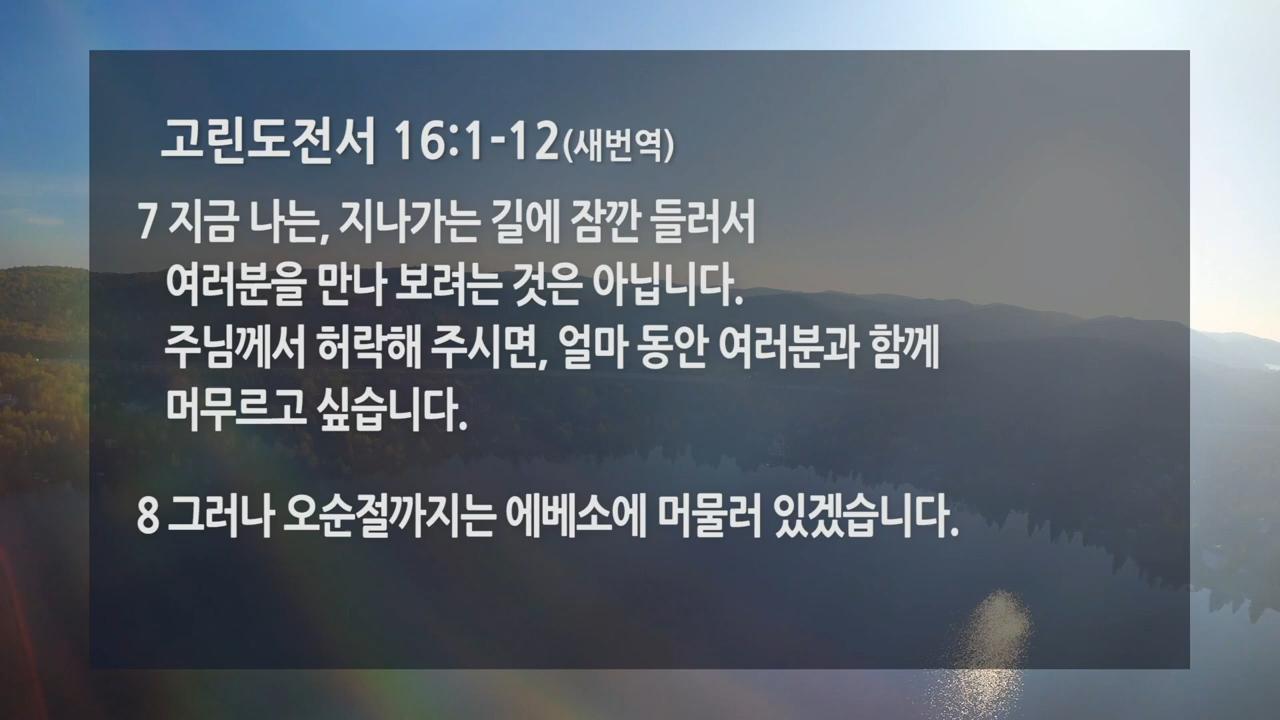 고린도전서 16:1-12(새번역)
7 지금 나는, 지나가는 길에 잠깐 들러서
여러분을 만나 보려는 것은 아닙니다.
주님께서 허락해 주시면, 얼마 동안 여러분과 함께
머무르고 싶습니다.
8 그러나 오순절까지는 에베소에 머물러 있겠습니다.